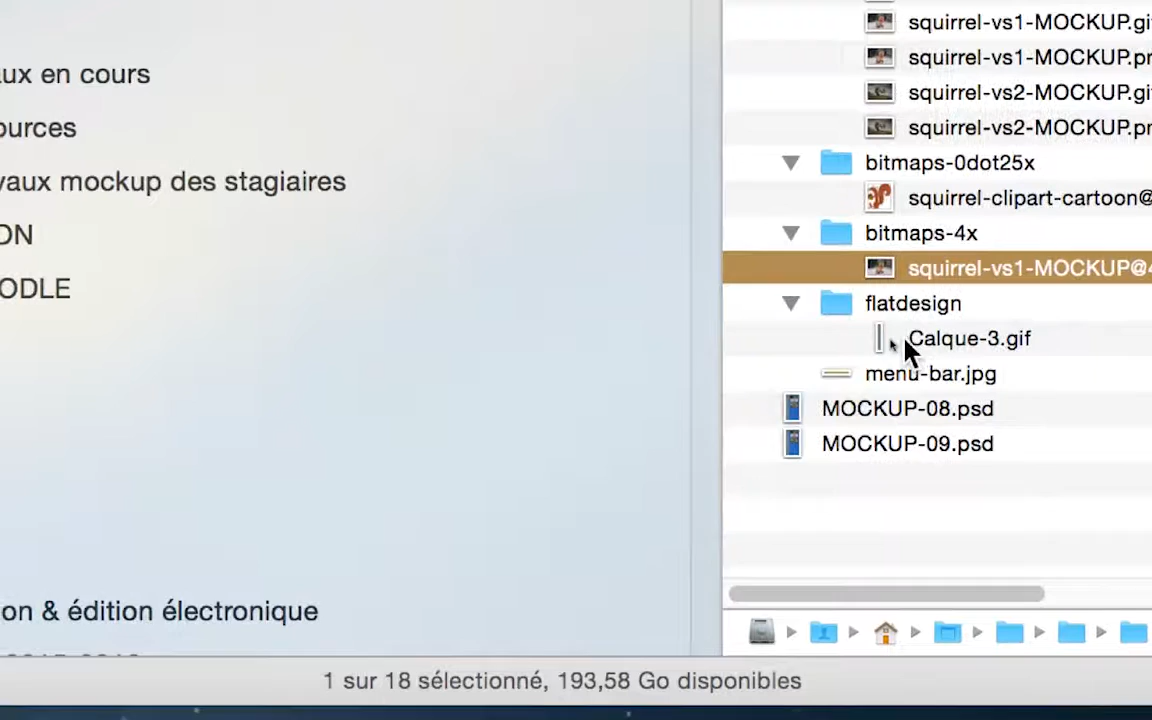 ux en cours
ources
vaux mockup des stagiaires
ON
ODLE
on & édition électronique
squirrel-vs1-MOCKUP.gi
squirrel-vs1-MOCKUP.pr
squirrel-vs2-MOCKUP.gi
squirrel-vs2-MOCKUP.pr
bitmaps-0dot25x
squirrel-clipart-cartoon@
bitmaps-4x
squirrel-vs1-MOCKUP@4
flatdesign
Calque-3.gif
menu-bar.jpg
MOCKUP-08.psd
MOCKUP-09.psd
1 sur 18 sélectionné, 193,58 Go disponibles